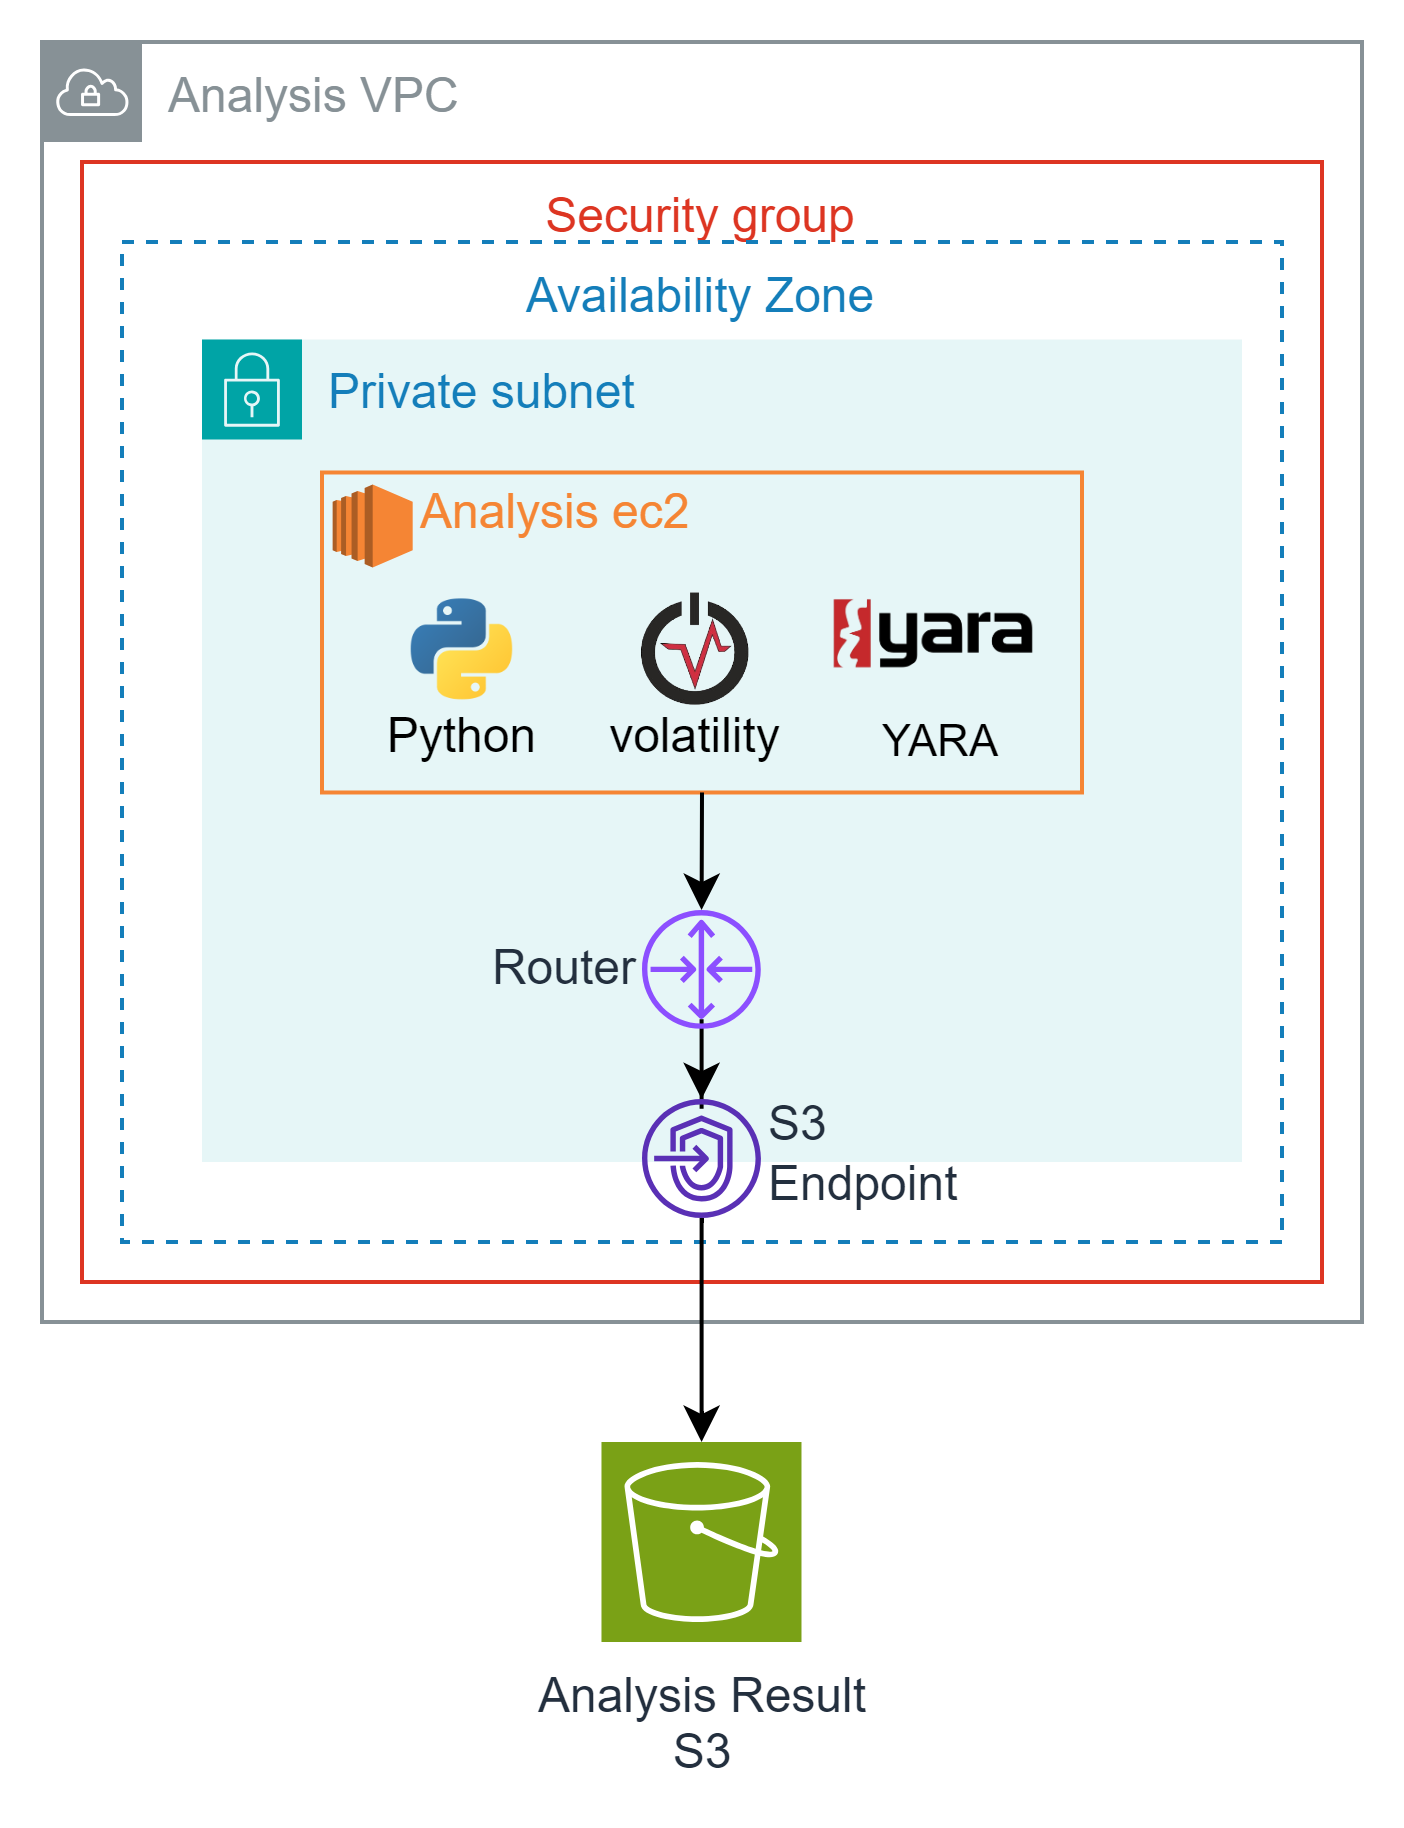 Analysis VPC
Security group
Availability Zone
Private subnet
Analysis ec2
yara
Python
volatility
YARA
Router
S3
Endpoint
Analysis Result
S3